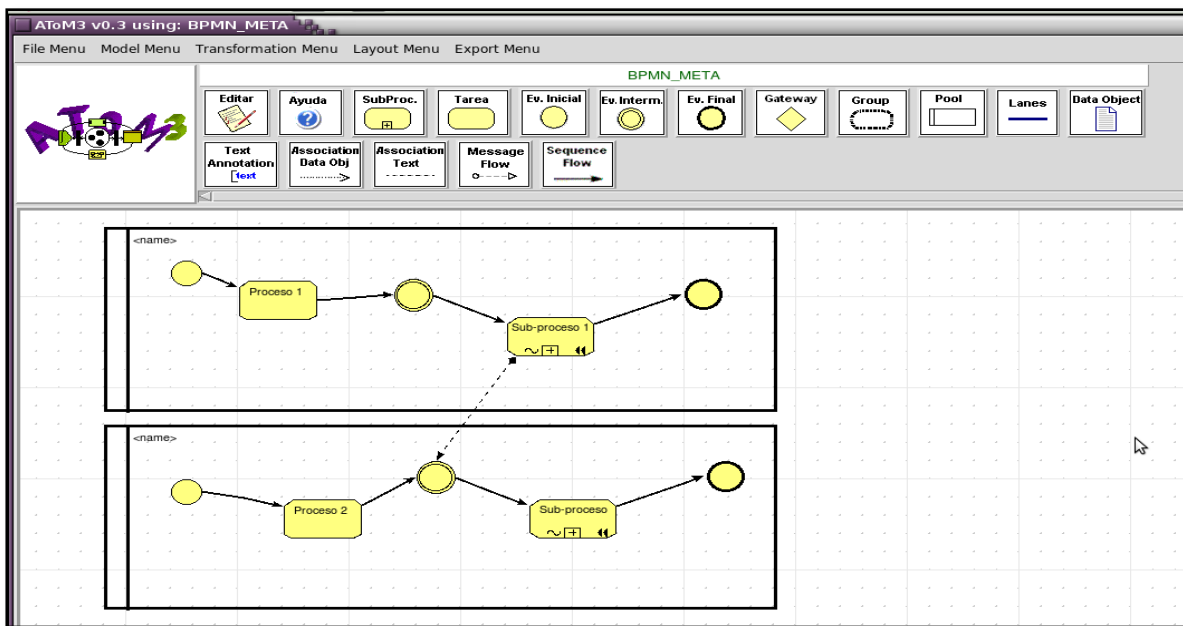 AToM3 v0.3 using: BPMN_META
File Menu Model Menu Transformation Menu Layout Menu Export Menu
AToM3
BPMN_META
Editar
Ayuda
SubProc.
Tarea
Ev. Inicial
Ev. Interm.
Ev. Final
Gateway
Group
Pool
Lanes
Data Object
Text
Annotation
[text
Association
Data Obj
Association
Text
Message
Flow
Sequence
Flow
<name>
Proceso 1
Sub-proceso 1
<name>
Proceso 2
Sub-proceso